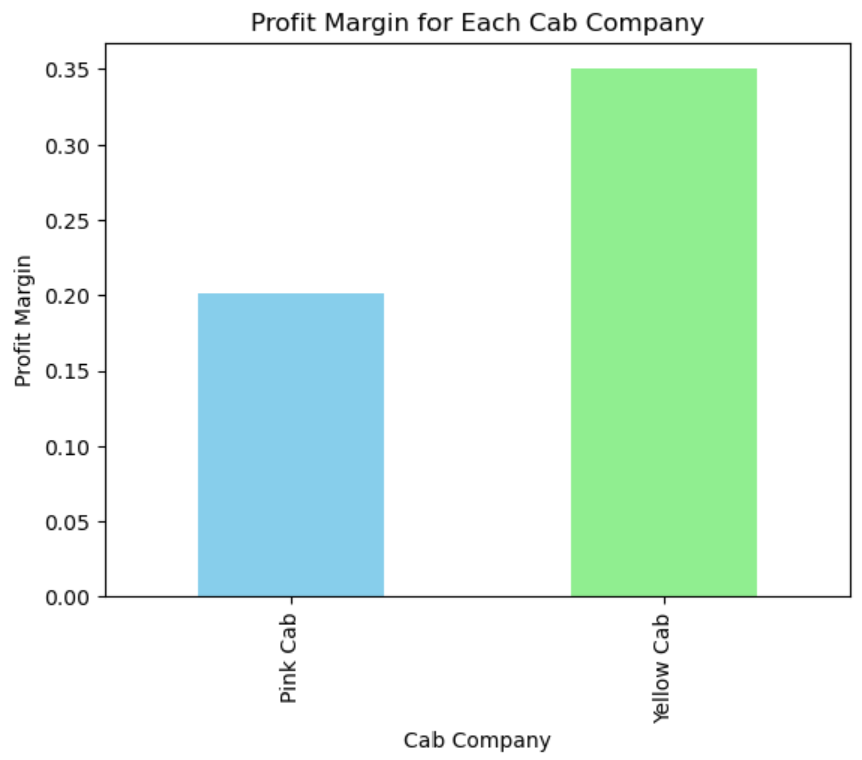 Profit Margin for Each Cab Company
0.35
0.30
0.25
0.20
0.15
0.10
0.05
0.00
Profit Margin
Pink Cab
Yellow Cab
Cab Company